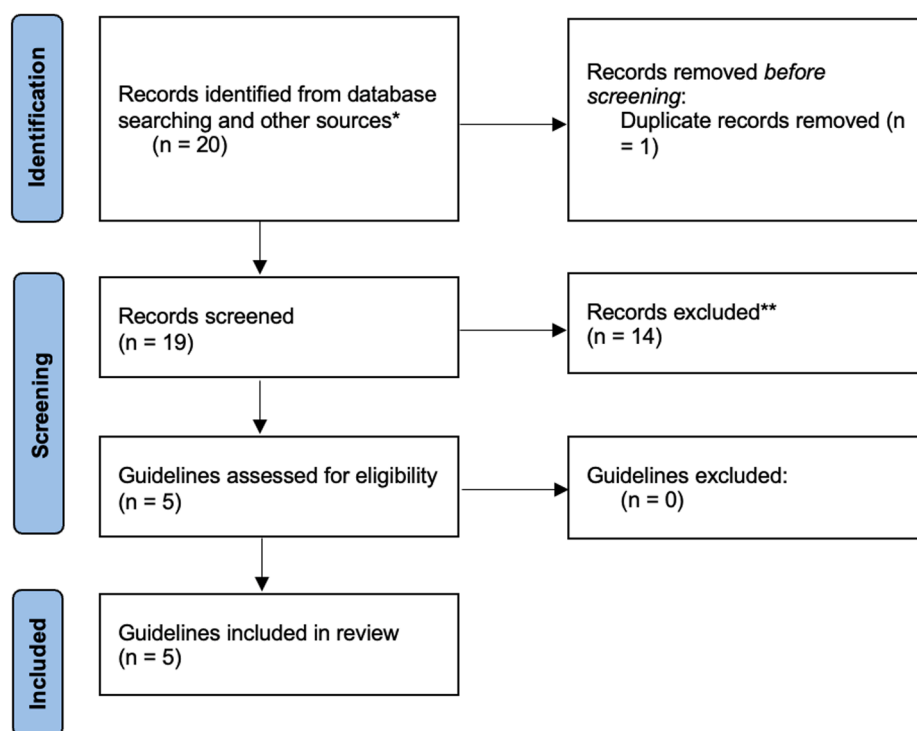 Identification
Records identified from database
searching and other sources*
(n = 20)
Records removed before
screening:
Duplicate records removed (n
= 1)
Screening
Records screened
(n = 19)
Records excluded**
(n = 14)
Guidelines assessed for eligibility
(n = 5)
Guidelines excluded:
(n = 0)
Included
Guidelines included in review
(n = 5)